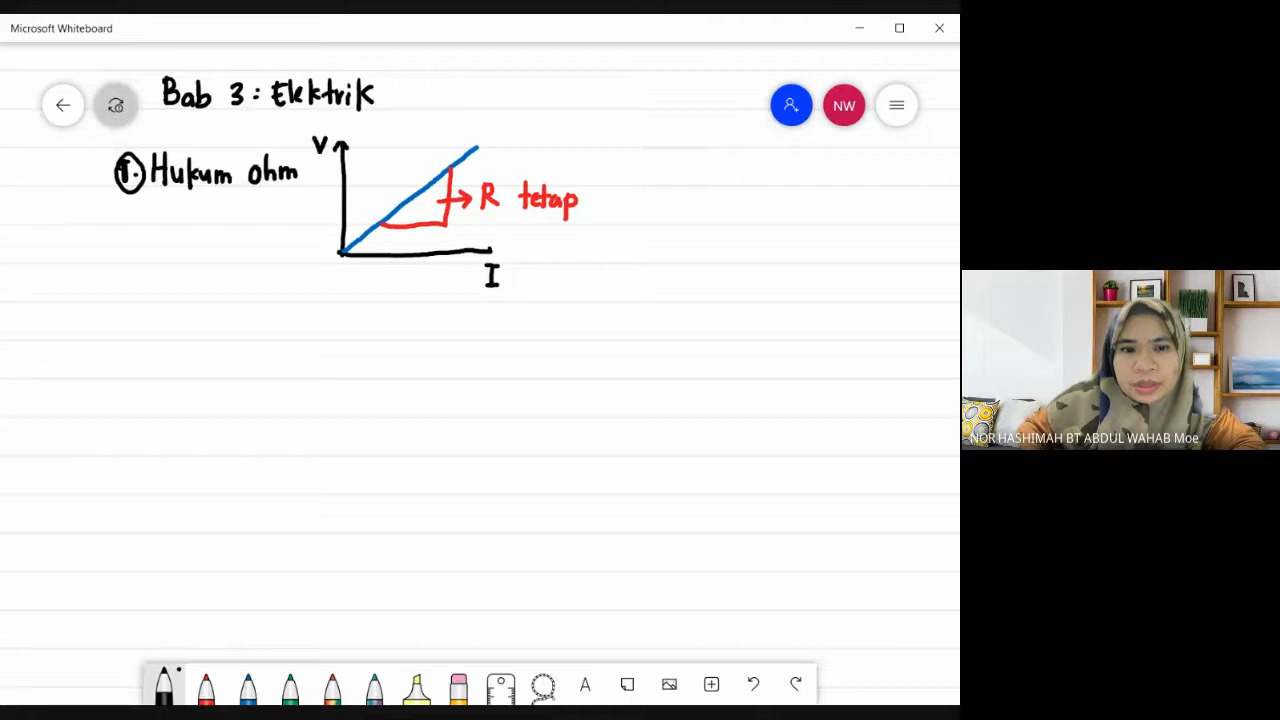 Microsoft Whiteboard
Bab 3 : Elektrik
NW
1. Hukum ohm
V
R tetap
I
NOR HASHIMAH BT ABDUL WAHAB Moe
A